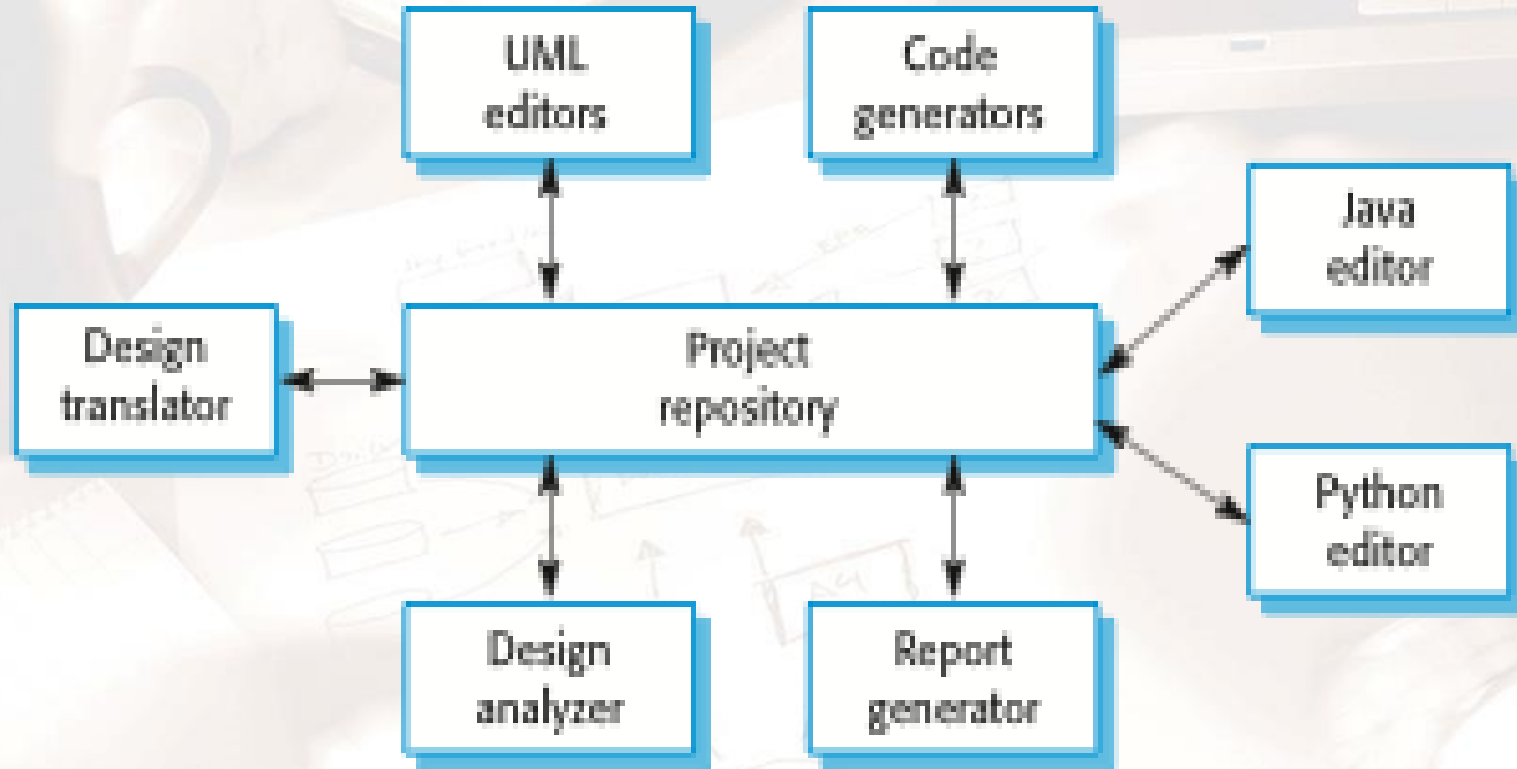 UML
editors
Code
generators
Java
editor
Design
translator
Project
repository
Python
editor
Design
analyzer
Report
generator